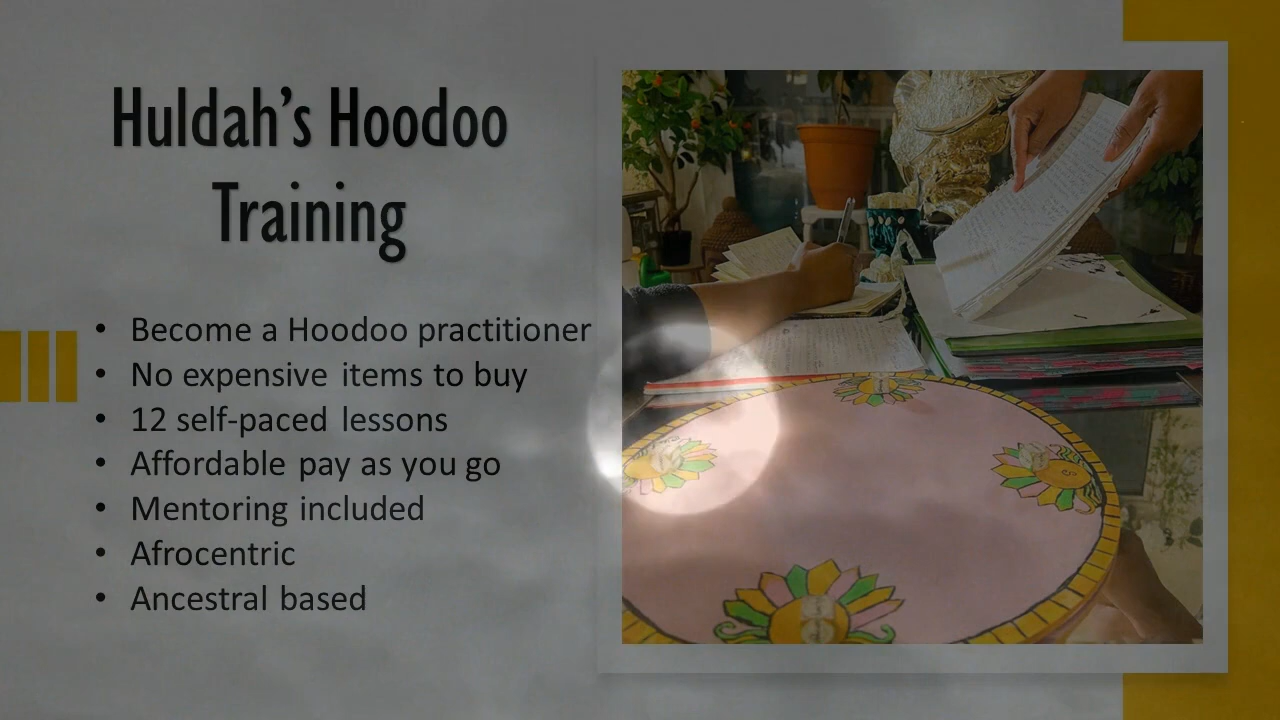 Huldah's Hoodoo
Training
• Become a Hoodoo practitioner
• No expensive items to buy
• 12 self-paced lessons
• Affordable pay as you go
• Mentoring included
• Afrocentric
• Ancestral based